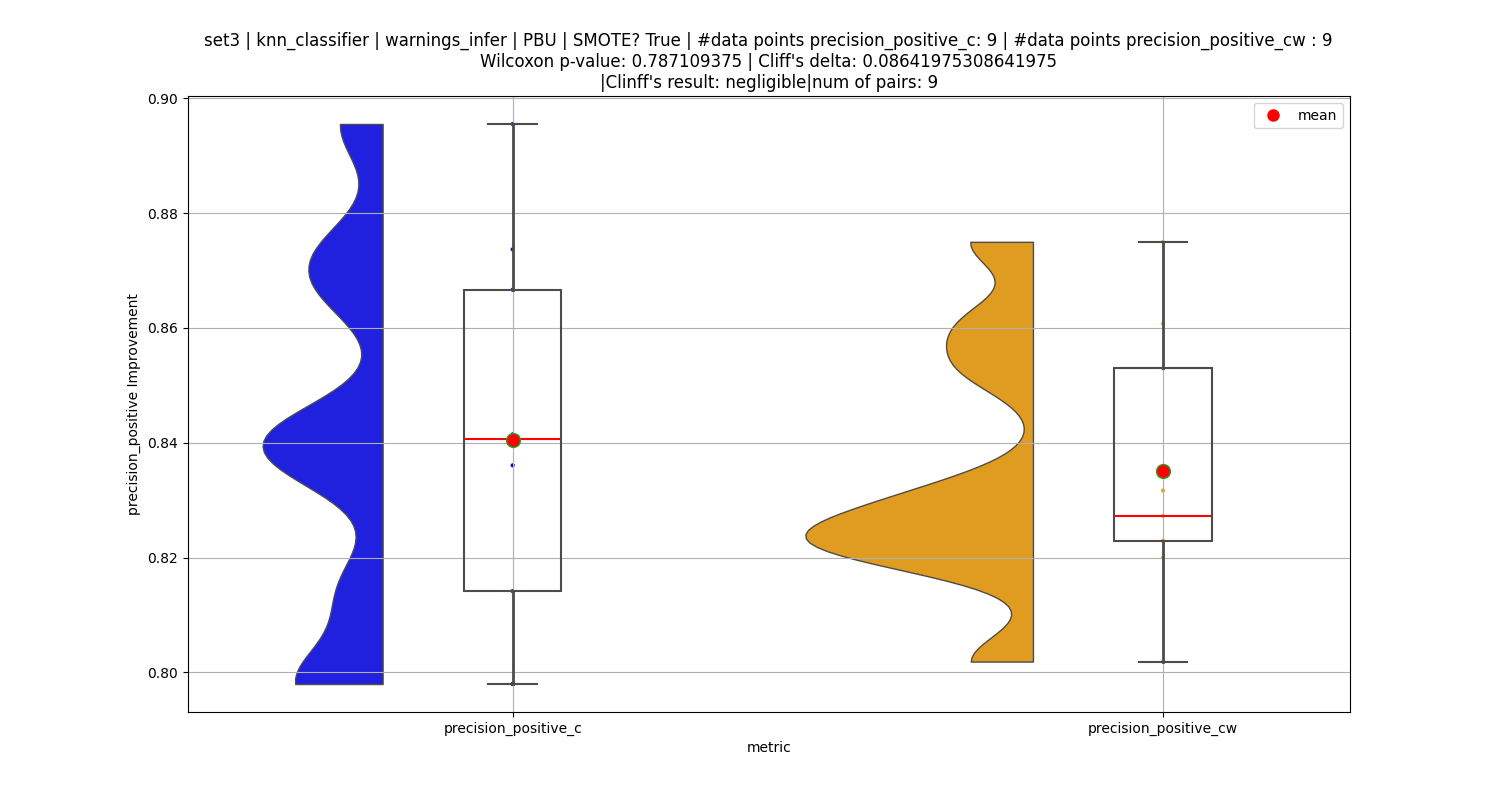 set3 | knn_classifier | warnings_infer | PBU | SMOTE? True | #data points precision_positive_c: 9 | #data points precision_positive_cw : 9
Wilcoxon p-value: 0.787109375 | Cliff's delta: 0.08641975308641975
|Clinff's result: negligible|num of pairs: 9
mean
0.90
0.88
0.86
0.84
0.82
0.80
precision_positive Improvement
precision_positive_c
precision_positive_cw
metric